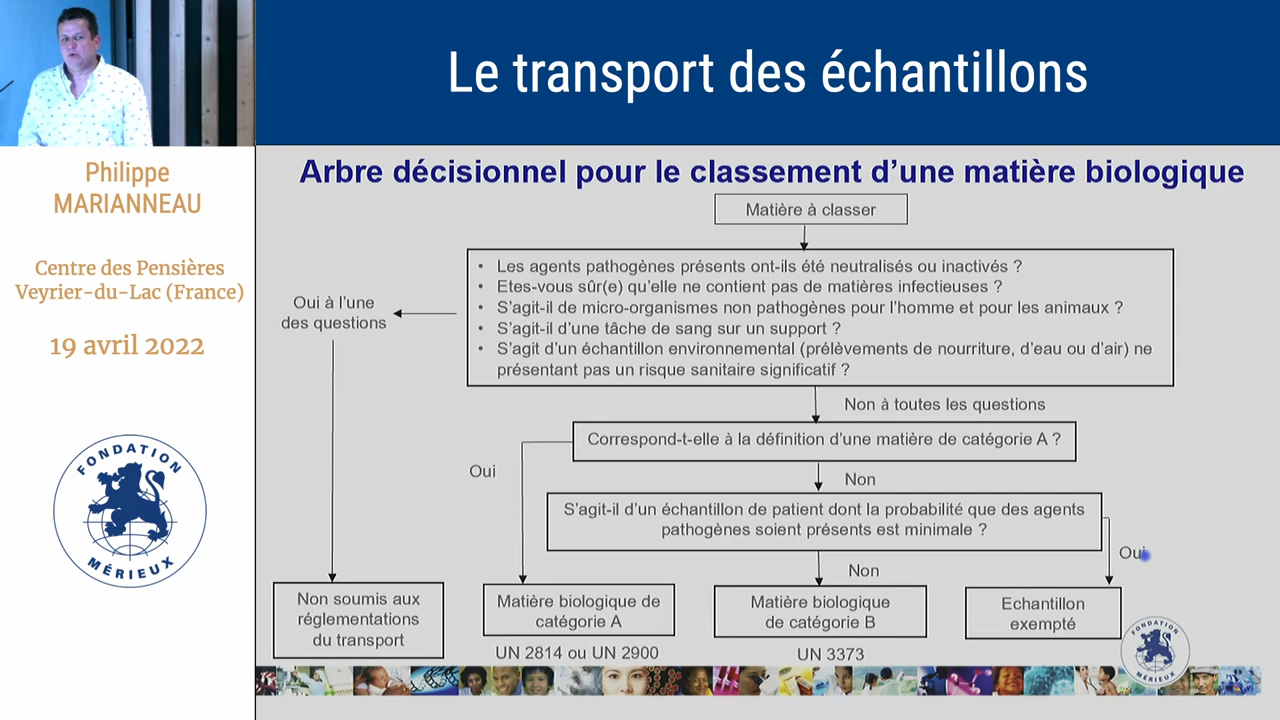 Le transport des échantillons
Philippe
MARIANNEAU
Centre des Pensières
Veyrier-du-Lac (France)
19 avril 2022
FONDATION
MÉRIEUX
Arbre décisionnel pour le classement d’une matière biologique
Matière à classer
• Les agents pathogènes présents ont-ils été neutralisés ou inactivés ?
• Etes-vous sûr(e) qu’elle ne contient pas de matières infectieuses ?
• S’agit-il de micro-organismes non pathogènes pour l’homme et pour les animaux ?
• S’agit-il d’une tâche de sang sur un support ?
• S’agit d’un échantillon environnemental (prélèvements de nourriture, d’eau ou d’air) ne
présentant pas un risque sanitaire significatif ?
Oui à l’une
des questions
Non à toutes les questions
Correspond-t-elle à la définition d’une matière de catégorie A ?
Oui
Non
S’agit-il d’un échantillon de patient dont la probabilité que des agents
pathogènes soient présents est minimale ?
Oui
Non
Non soumis aux
réglementations
du transport
Matière biologique de
catégorie A
UN 2814 ou UN 2900
Matière biologique
de catégorie B
UN 3373
Echantillon
exempté
FONDATION
MÉRIEUX